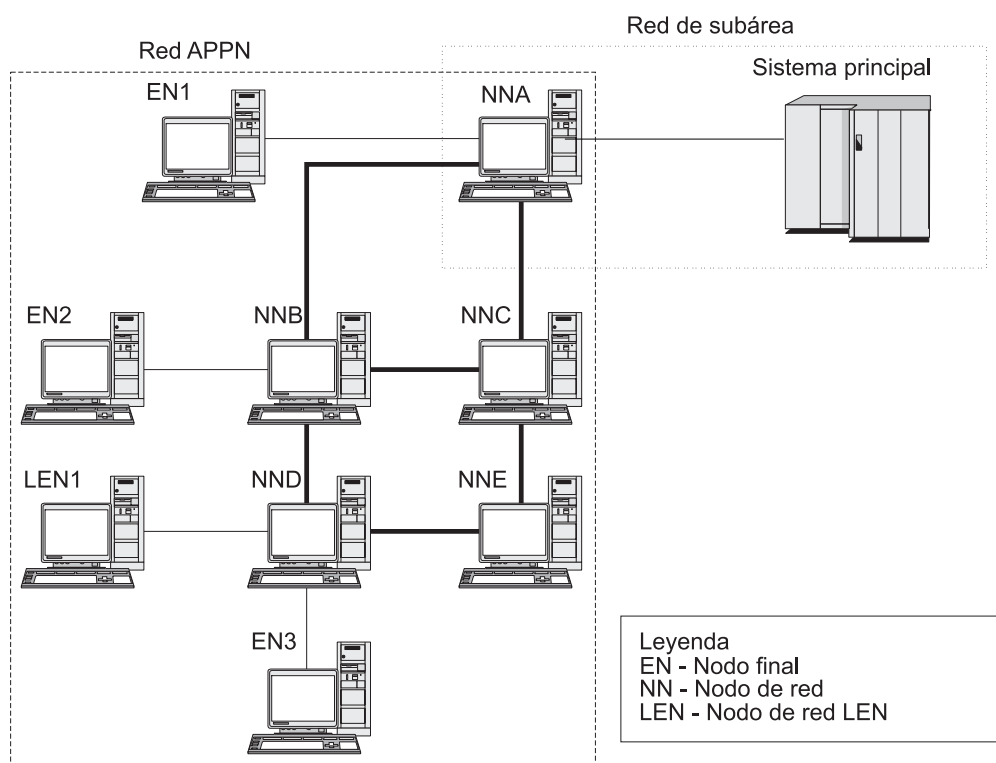 Red de subárea
Red APPN
Sistema principal
EN1
NNA
EN2
NNB
NNC
LEN1
NND
NNE
EN3
Leyenda
EN - Nodo final
NN - Nodo de red
LEN - Nodo de red LEN